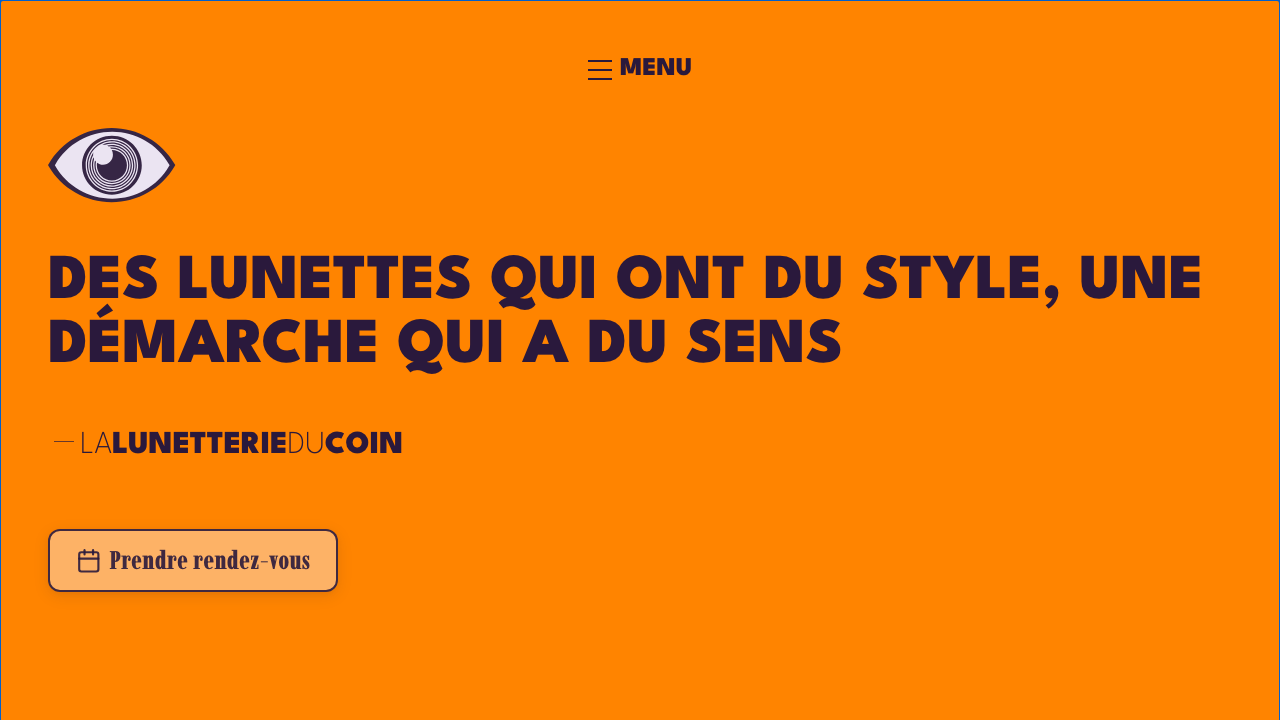 MENU
DES LUNETTES QUI ONT DU STYLE, UNE
DÉMARCHE QUI A DU SENS
— LALUNETTERIEDUCOIN
Prendre rendez-vous